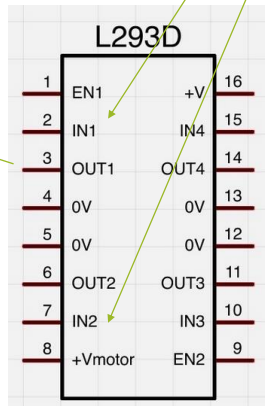 L293D
1 EN1 +V 16
2 IN1 IN4 15
3 OUT1 OUT4 14
4 0V 0V 13
5 0V 0V 12
6 OUT2 OUT3 11
7 IN2 IN3 10
8 +Vmotor EN2 9